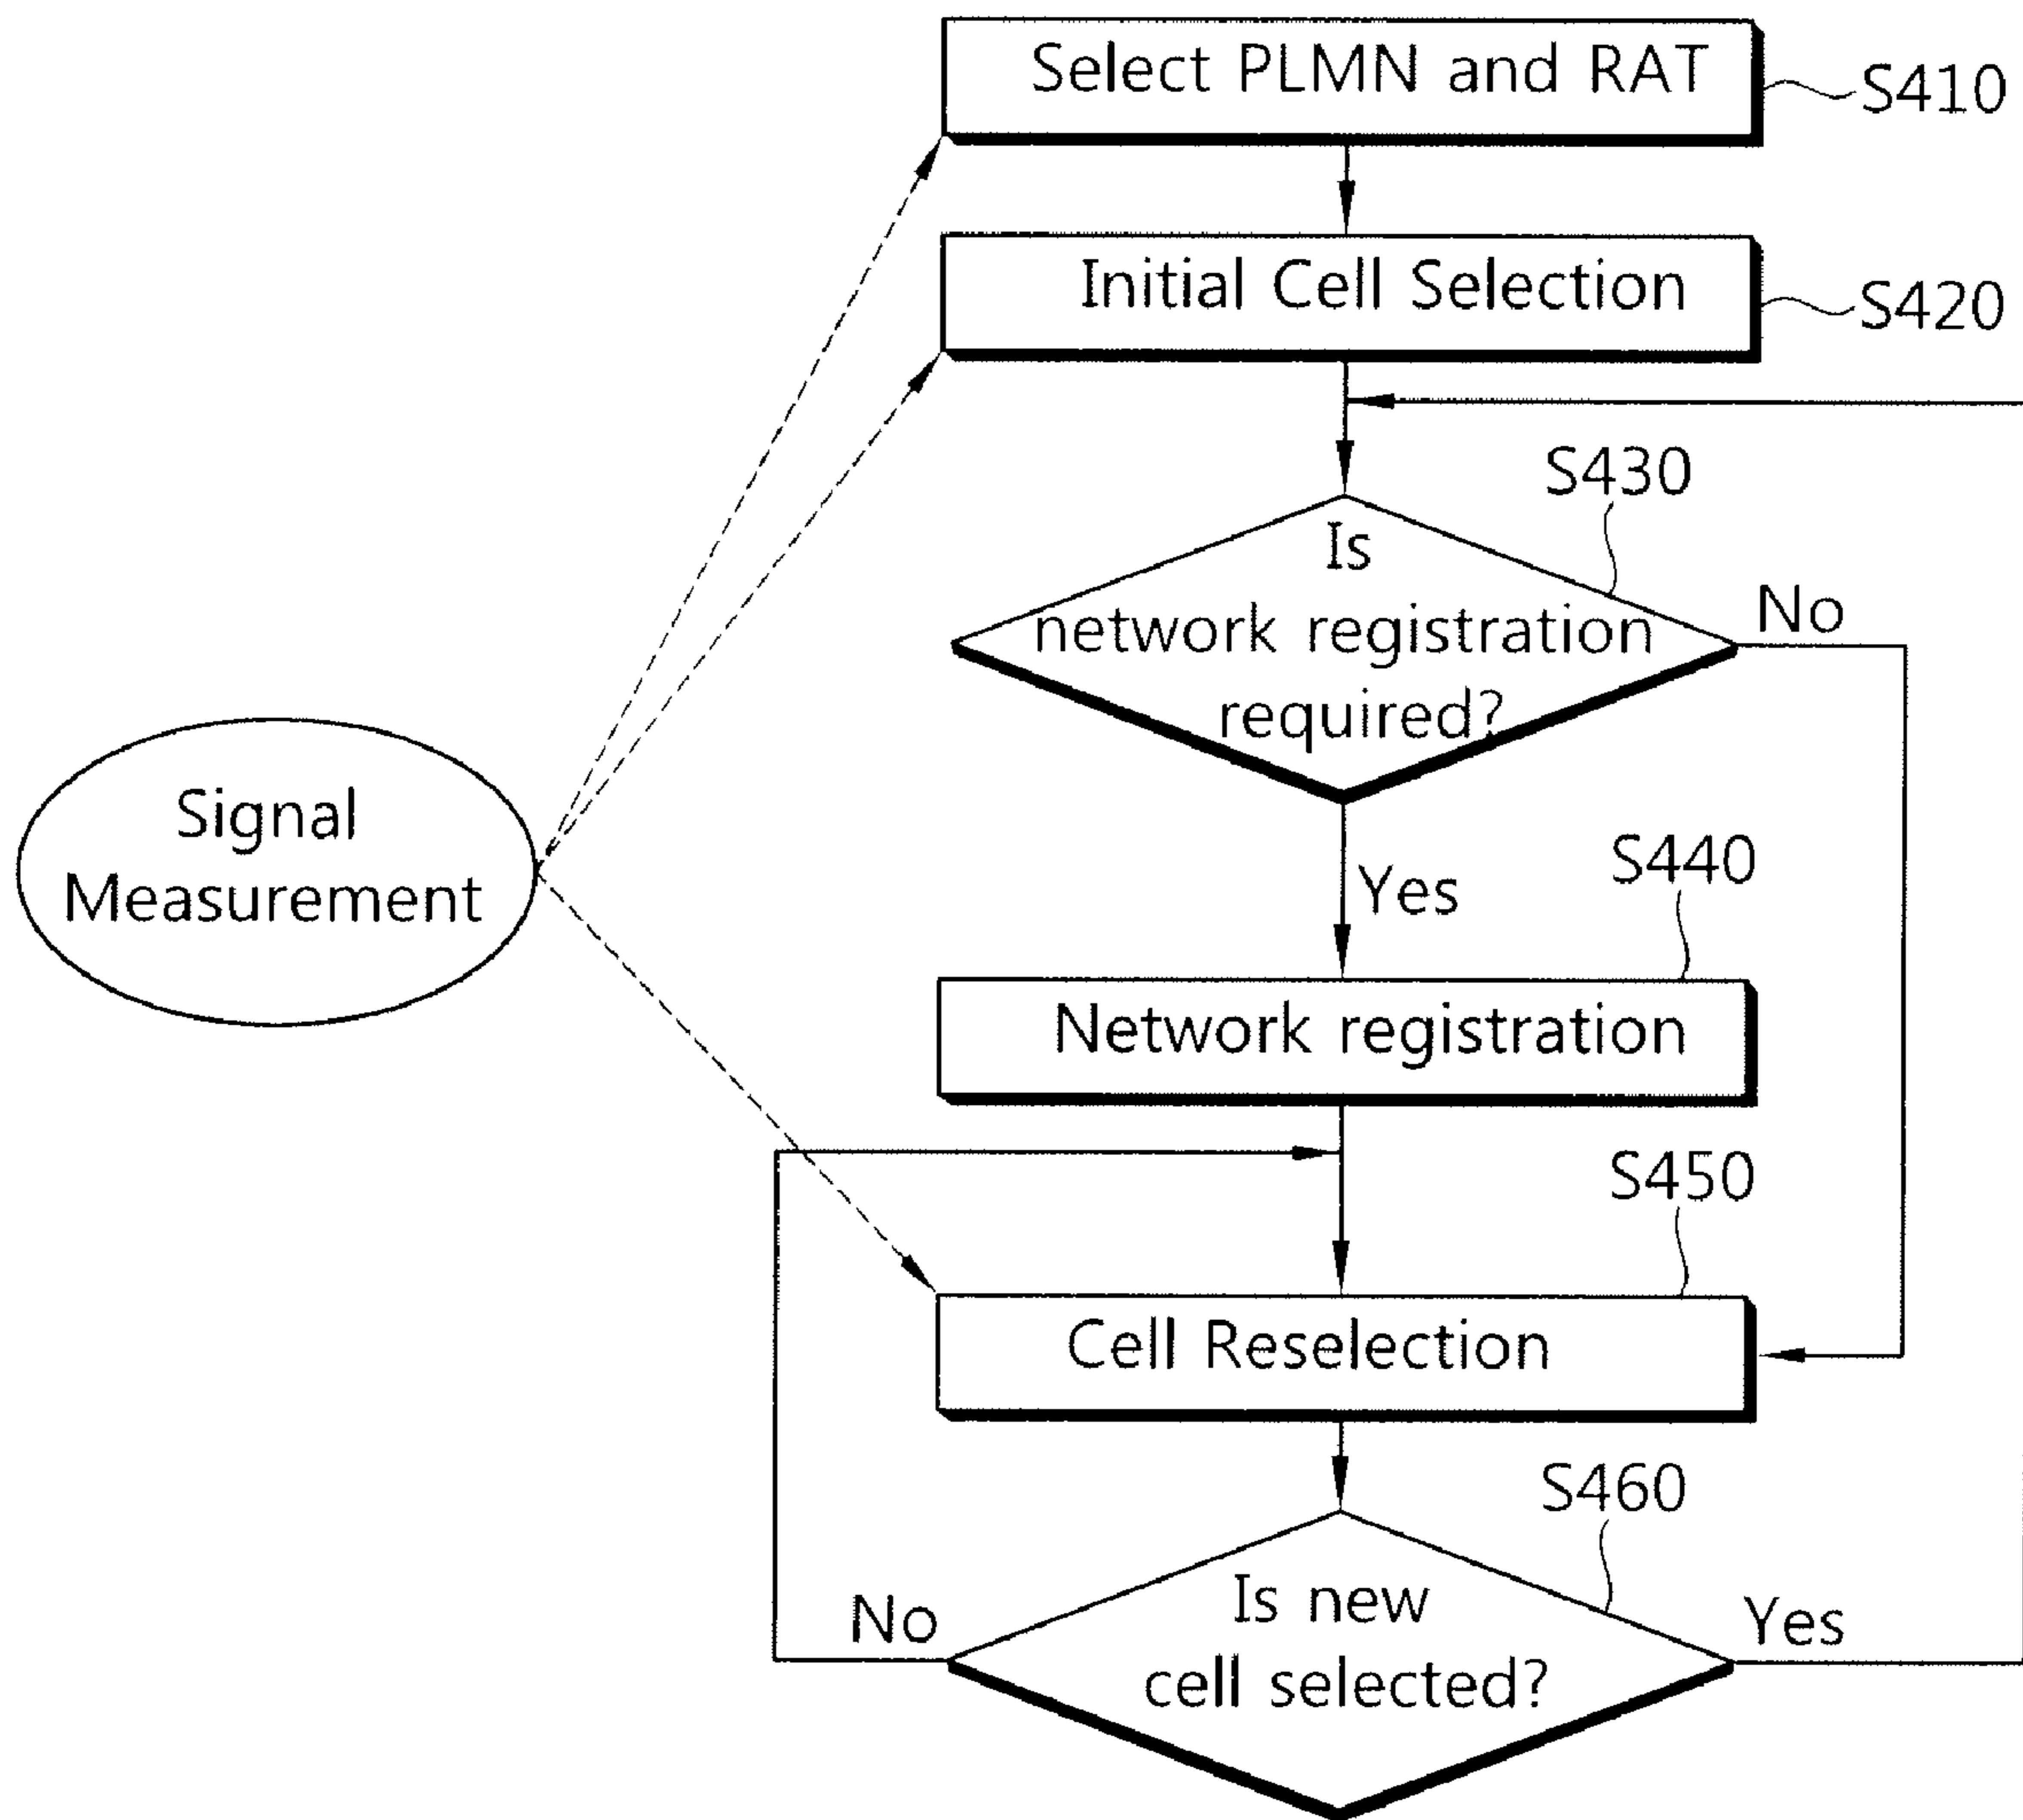 Select PLMN and RAT
S410
Initial Cell Selection
S420
S430
Is
network registration
required?
No
Signal
Measurement
Yes
S440
Network registration
S450
Cell Reselection
S460
Is new
cell selected?
No
Yes